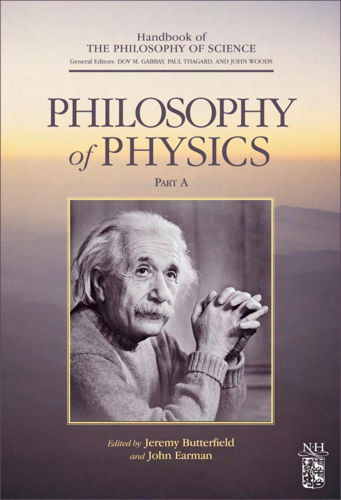 Handbook of
THE PHILOSOPHY OF SCIENCE
General Editors: DOV M. GABBAY, PAUL THAGARD, AND JOHN WOODS
PHILOSOPHY
of PHYSICS
PART A
Edited by Jeremy Butterfield
and John Earman
N·H